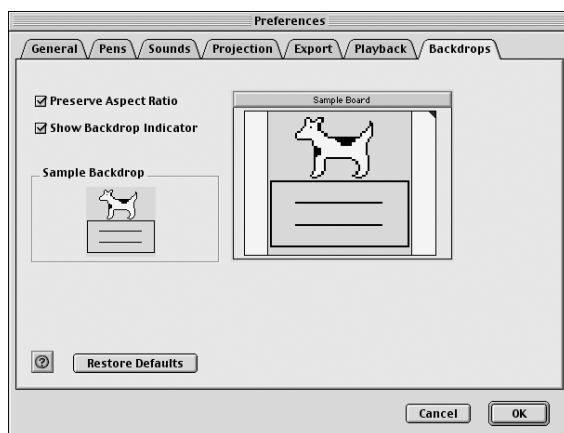 Preferences
General Pens Sounds Projection Export Playback Backdrops
Preserve Aspect Ratio
Show Backdrop Indicator
Sample Board
Sample Backdrop
?
Restore Defaults
Cancel OK